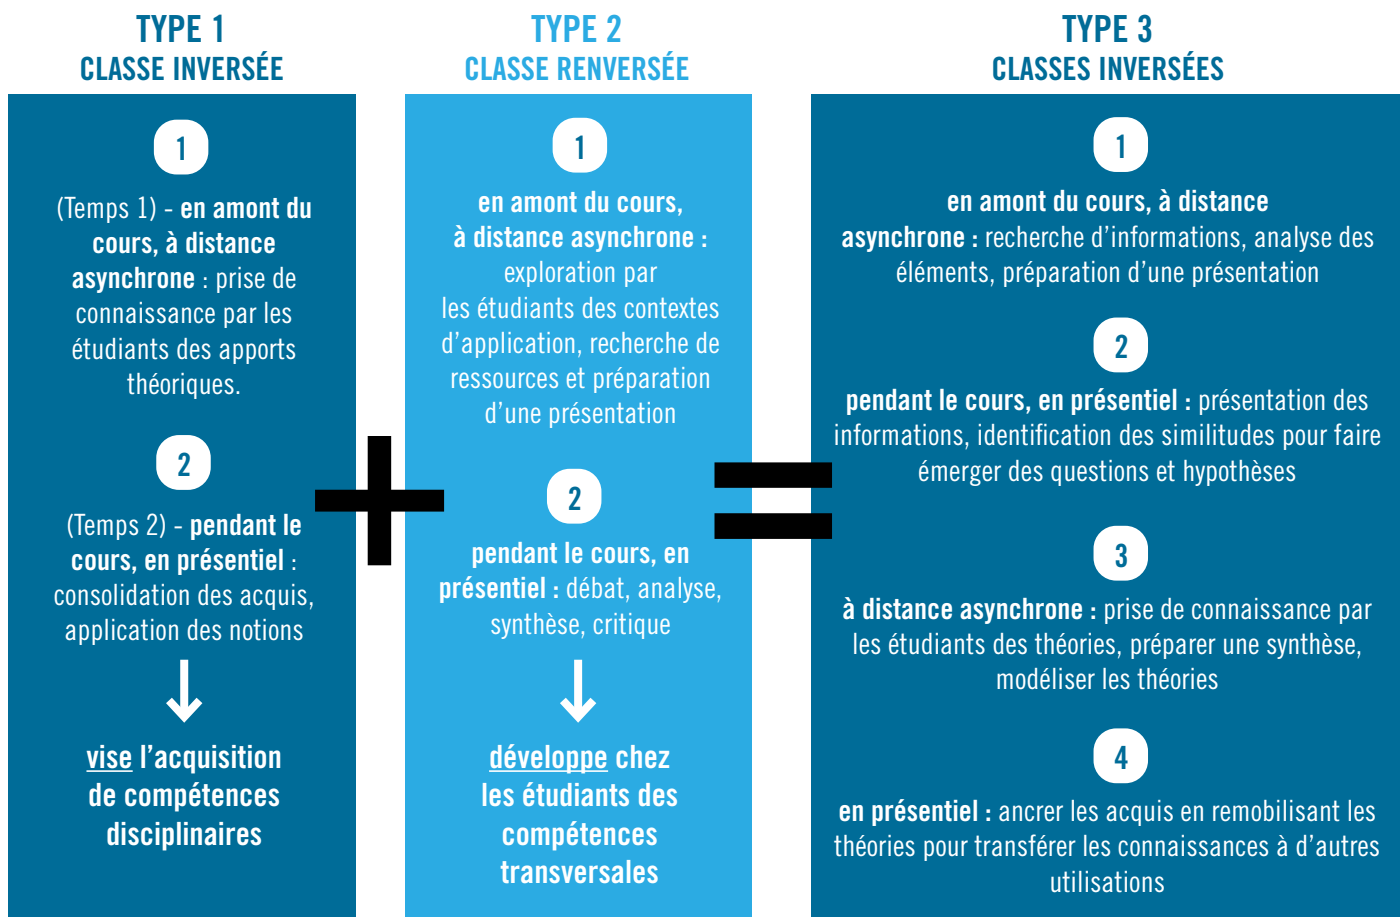 TYPE 1
CLASSE INVERSÉE
1
(Temps 1) - en amont du
cours, à distance
asynchrone : prise de
connaissance par les
étudiants des apports
théoriques.
2
(Temps 2) - pendant le
cours, en présentiel :
consolidation des acquis,
application des notions
vise l’acquisition
de compétences
disciplinaires
TYPE 2
CLASSE RENVERSÉE
1
en amont du cours,
à distance asynchrone :
exploration par
les étudiants des contextes
d’application, recherche de
ressources et préparation
d’une présentation
2
pendant le cours, en
présentiel : débat, analyse,
synthèse, critique
développe chez
les étudiants des
compétences
transversales
TYPE 3
CLASSES INVERSÉES
1
en amont du cours, à distance
asynchrone : recherche d’informations, analyse des
éléments, préparation d’une présentation
2
pendant le cours, en présentiel : présentation des
informations, identification des similitudes pour faire
émerger des questions et hypothèses
3
à distance asynchrone : prise de connaissance par
les étudiants des théories, préparer une synthèse,
modéliser les théories
4
en présentiel : ancrer les acquis en remobilisant les
théories pour transférer les connaissances à d’autres
utilisations